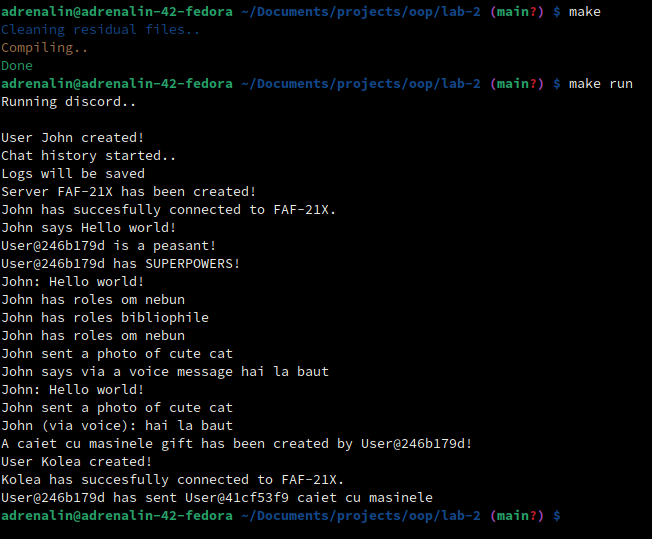 adrenalin@adrenalin-42-fedora ~/Documents/projects/oop/lab-2 (main?) $ make
Cleaning residual files..
Compiling..
Done
adrenalin@adrenalin-42-fedora ~/Documents/projects/oop/lab-2 (main?) $ make run
Running discord..
User John created!
Chat history started..
Logs will be saved
Server FAF-21X has been created!
John has succesfully connected to FAF-21X.
John says Hello world!
User@246b179d is a peasant!
User@246b179d has SUPERPOWERS!
John: Hello world!
John has roles om nebun
John has roles bibliophile
John has roles om nebun
John sent a photo of cute cat
John says via a voice message hai la baut
John: Hello world!
John sent a photo of cute cat
John (via voice): hai la baut
A caiet cu masinele gift has been created by User@246b179d!
User Kolea created!
Kolea has succesfully connected to FAF-21X.
User@246b179d has sent User@41cf53f9 caiet cu masinele
adrenalin@adrenalin-42-fedora ~/Documents/projects/oop/lab-2 (main?) $